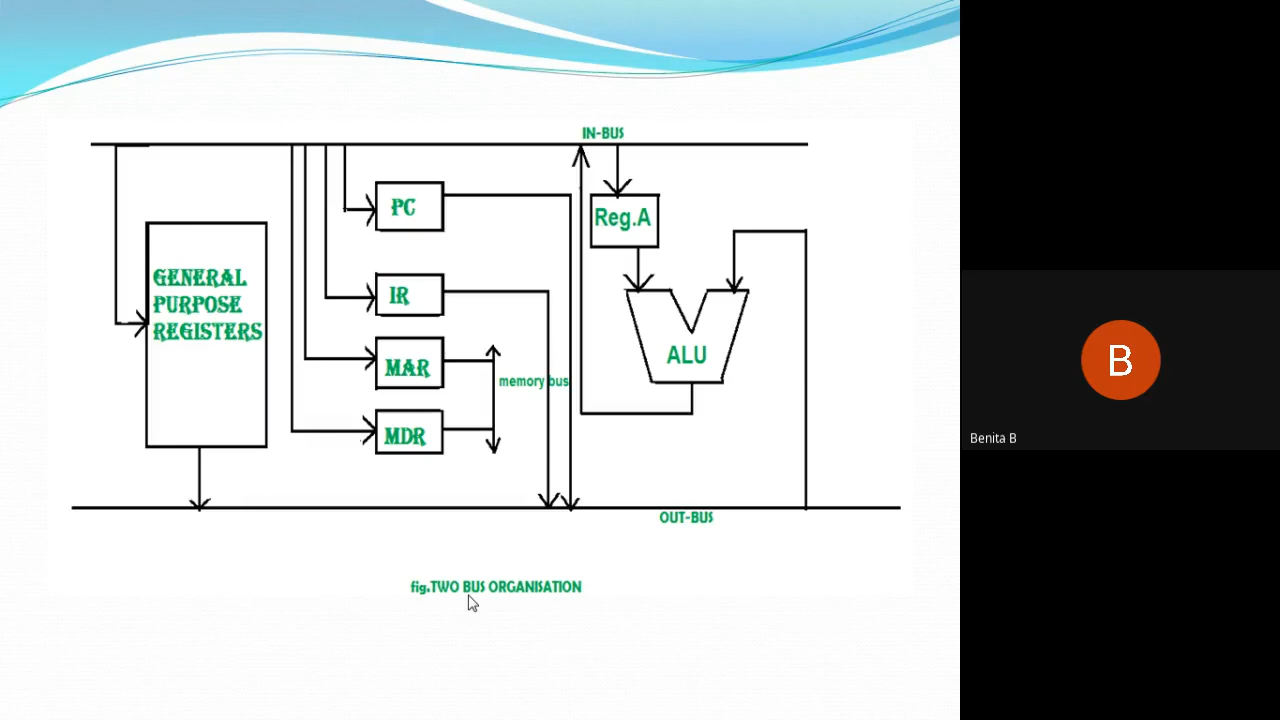 IN-BUS
PC
Reg.A
GENERAL
PURPOSE
REGISTERS
IR
ALU
MAR
memory bus
MDR
OUT-BUS
fig.TWO BUS ORGANISATION
B
Benita B